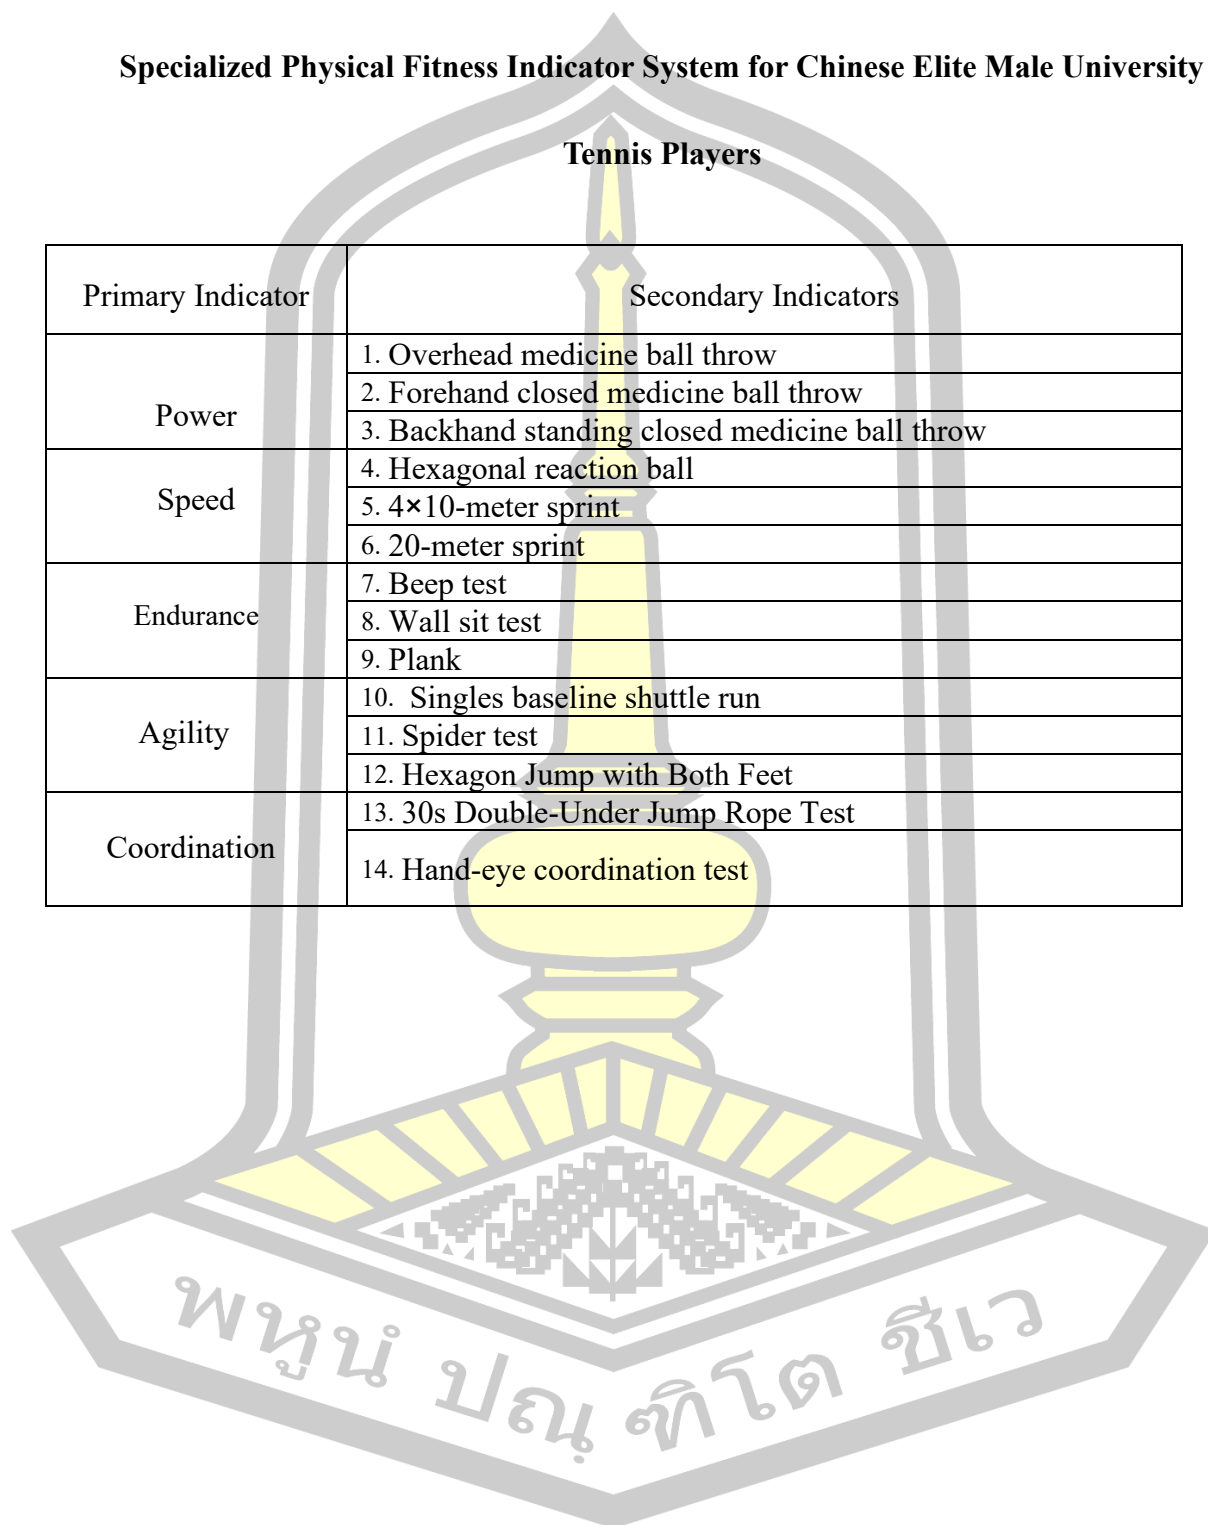 Specialized Physical Fitness Indicator System for Chinese Elite Male University
Tennis Players
Primary Indicator
Secondary Indicators
Power
1. Overhead medicine ball throw
2. Forehand closed medicine ball throw
3. Backhand standing closed medicine ball throw
Speed
4. Hexagonal reaction ball
5. 4×10-meter sprint
6. 20-meter sprint
Endurance
7. Beep test
8. Wall sit test
9. Plank
Agility
10. Singles baseline shuttle run
11. Spider test
12. Hexagon Jump with Both Feet
Coordination
13. 30s Double-Under Jump Rope Test
14. Hand-eye coordination test
พหูนํ ปณฺฑิโต ชีเว